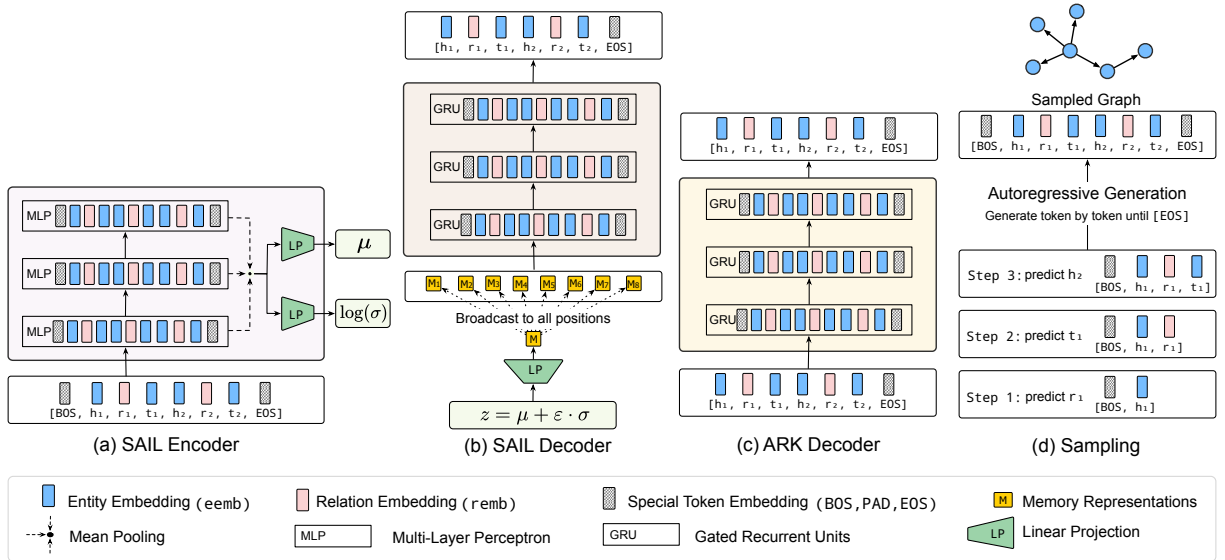 MLP
MLP
MLP
LP
μ
LP
log(σ)
[BOS, h₁, r₁, t₁, h₂, r₂, t₂, EOS]
(a) SAIL Encoder
[h₁, r₁, t₁, h₂, r₂, t₂, EOS]
GRU
GRU
GRU
M₁ M₂ M₃ M₄ M₅ M₆ M₇ M₈
Broadcast to all positions
M
LP
z = μ + ε · σ
(b) SAIL Decoder
[h₁, r₁, t₁, h₂, r₂, t₂, EOS]
GRU
GRU
GRU
[h₁, r₁, t₁, h₂, r₂, t₂, EOS]
(c) ARK Decoder
Sampled Graph
[BOS, h₁, r₁, t₁, h₂, r₂, t₂, EOS]
Autoregressive Generation
Generate token by token until [EOS]
Step 3: predict h₂
[BOS, h₁, r₁, t₁]
Step 2: predict t₁
[BOS, h₁, r₁]
Step 1: predict r₁
[BOS, h₁]
(d) Sampling
Entity Embedding (eemb)
Relation Embedding (remb)
Special Token Embedding (BOS,PAD,EOS)
M Memory Representations
Mean Pooling
MLP Multi-Layer Perceptron
GRU Gated Recurrent Units
LP Linear Projection